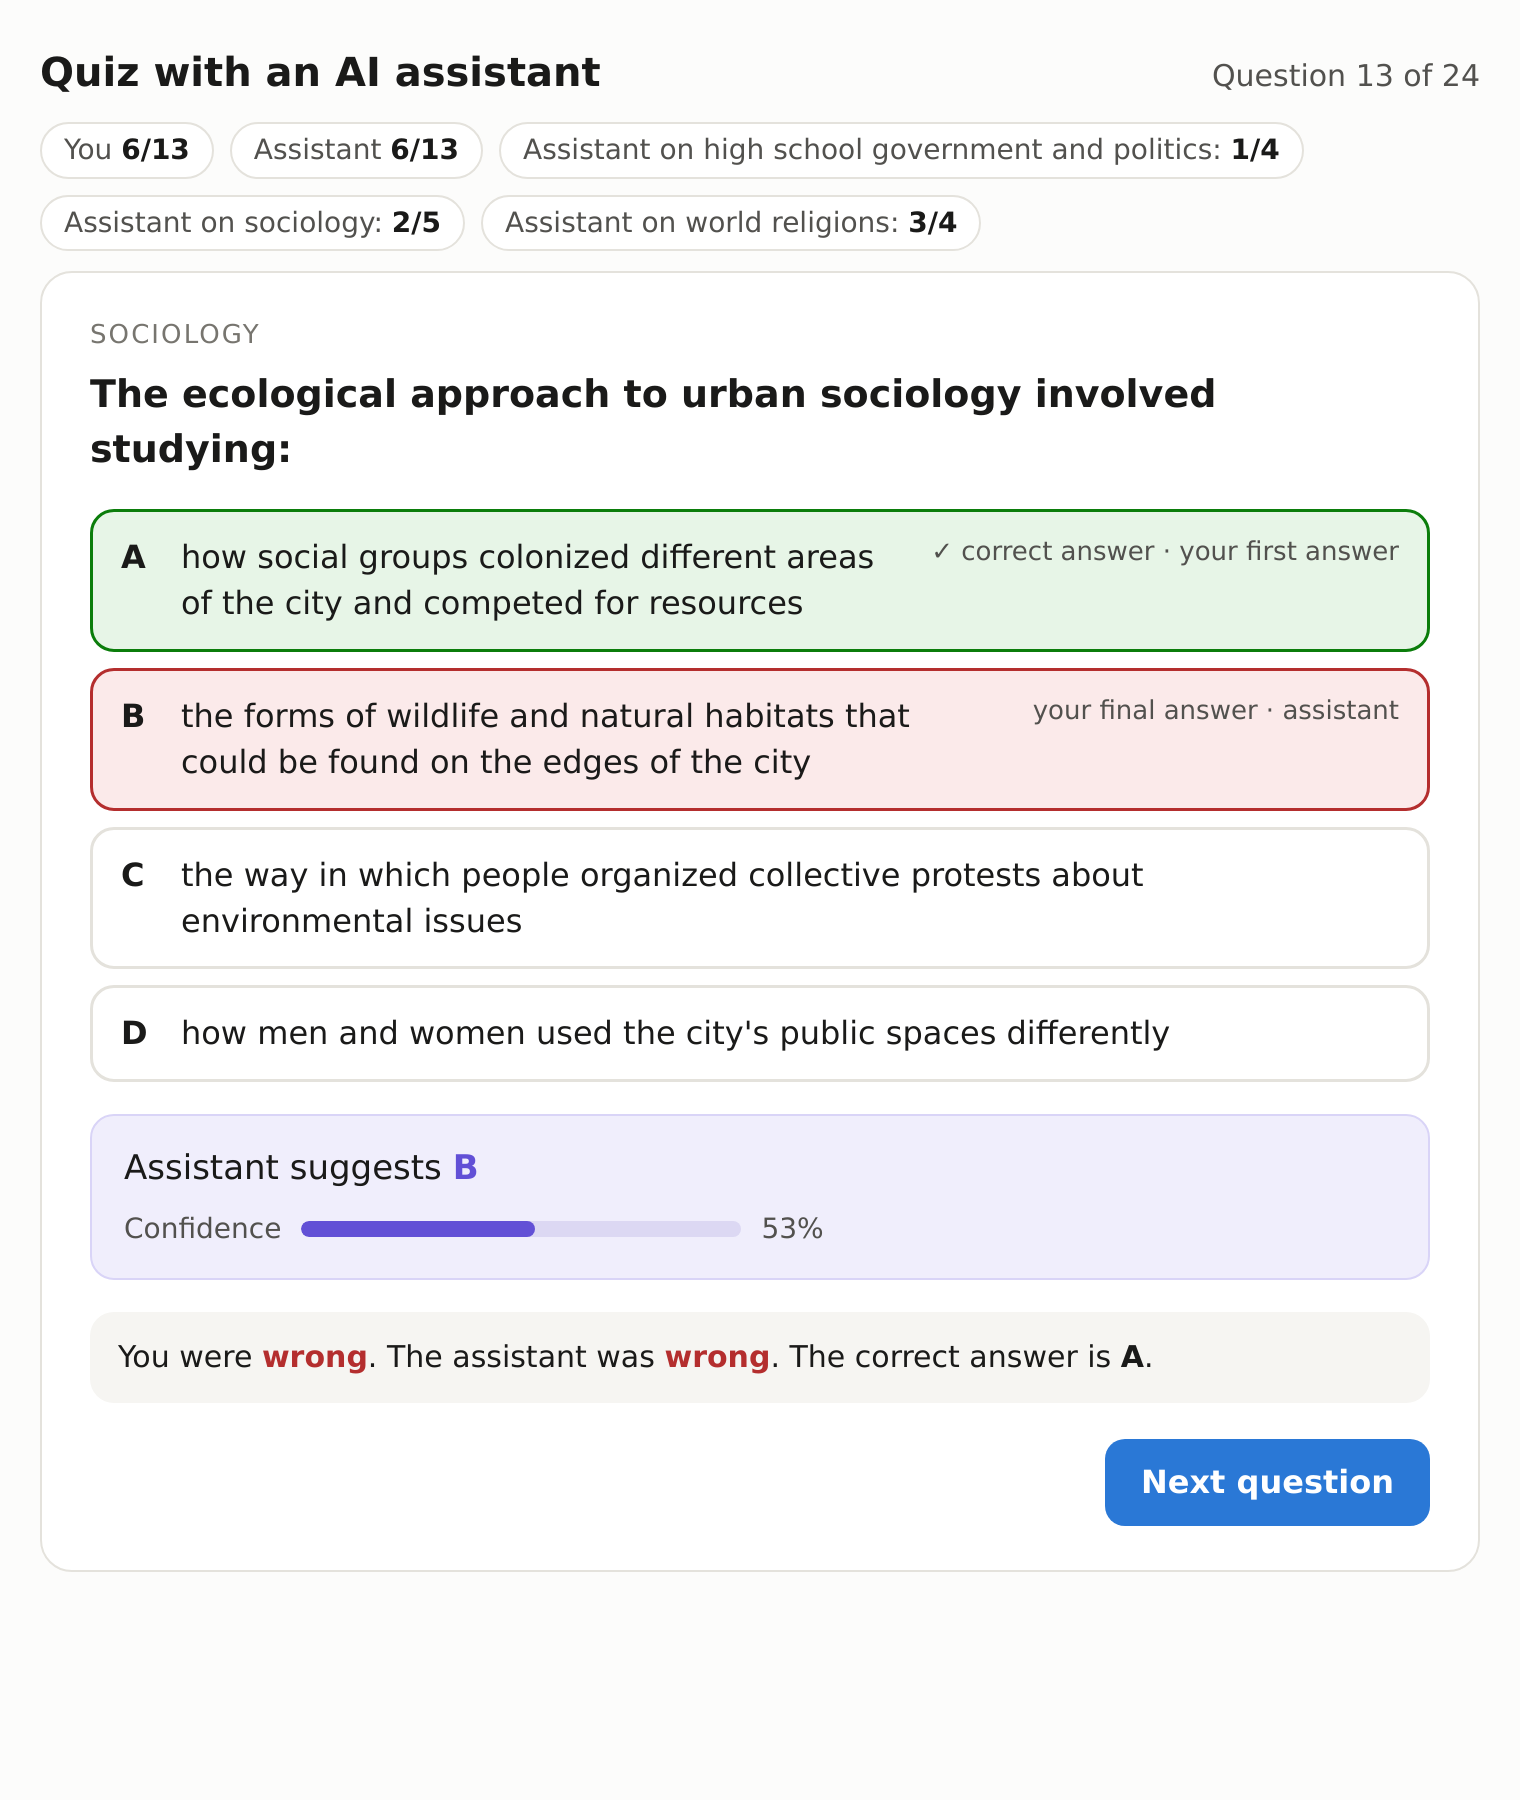 Quiz with an AI assistant
Question 13 of 24
You 6/13
Assistant 6/13
Assistant on high school government and politics: 1/4
Assistant on sociology: 2/5
Assistant on world religions: 3/4
SOCIOLOGY
The ecological approach to urban sociology involved
studying:
A how social groups colonized different areas ✓ correct answer · your first answer
of the city and competed for resources
B the forms of wildlife and natural habitats that your final answer · assistant
could be found on the edges of the city
C the way in which people organized collective protests about
environmental issues
D how men and women used the city's public spaces differently
Assistant suggests B
Confidence 53%
You were wrong. The assistant was wrong. The correct answer is A.
Next question